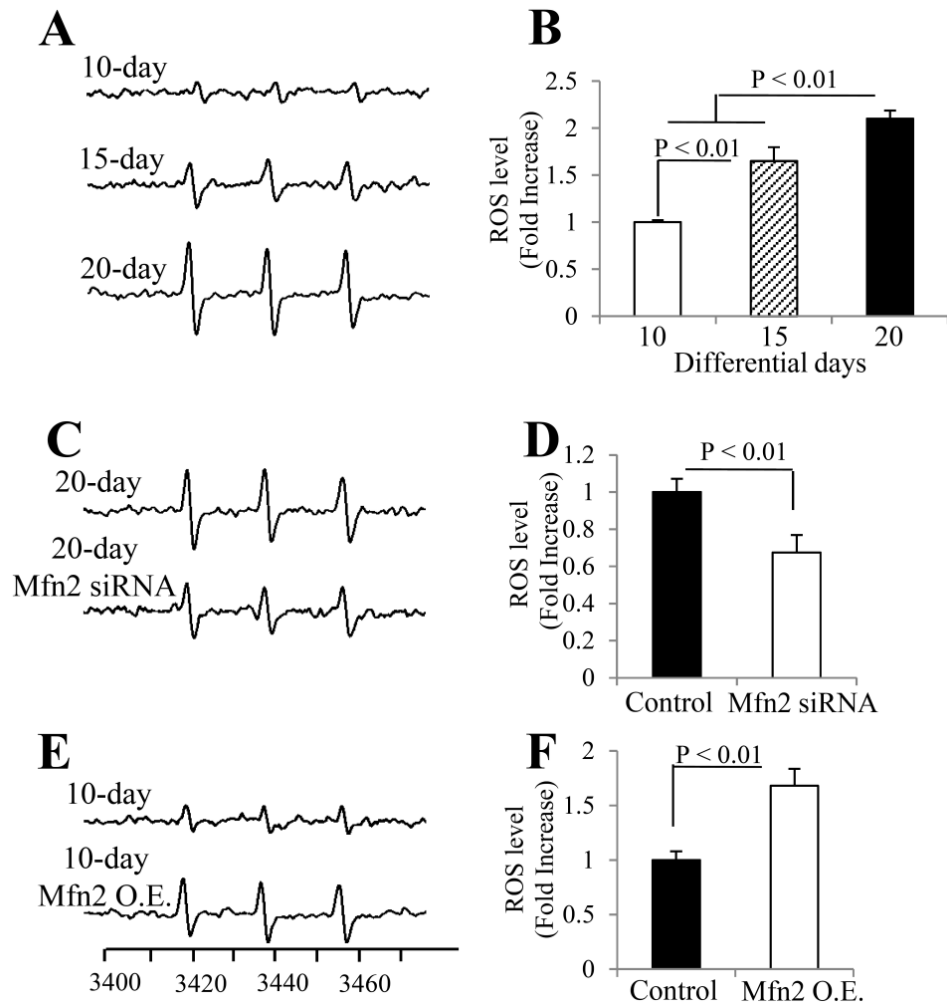 A
10-day
15-day
20-day
B
ROS level
(Fold Increase)
2.5
2
1.5
1
0.5
0
P < 0.01
P < 0.01
10 15 20
Differential days
C
20-day
20-day
Mfn2 siRNA
D
ROS level
(Fold Increase)
1.2
1
0.8
0.6
0.4
0.2
0
P < 0.01
Control Mfn2 siRNA
E
10-day
10-day
Mfn2 O.E.
3400 3420 3440 3460
F
ROS level
(Fold Increase)
2
1.5
1
0.5
0
P < 0.01
Control Mfn2 O.E.